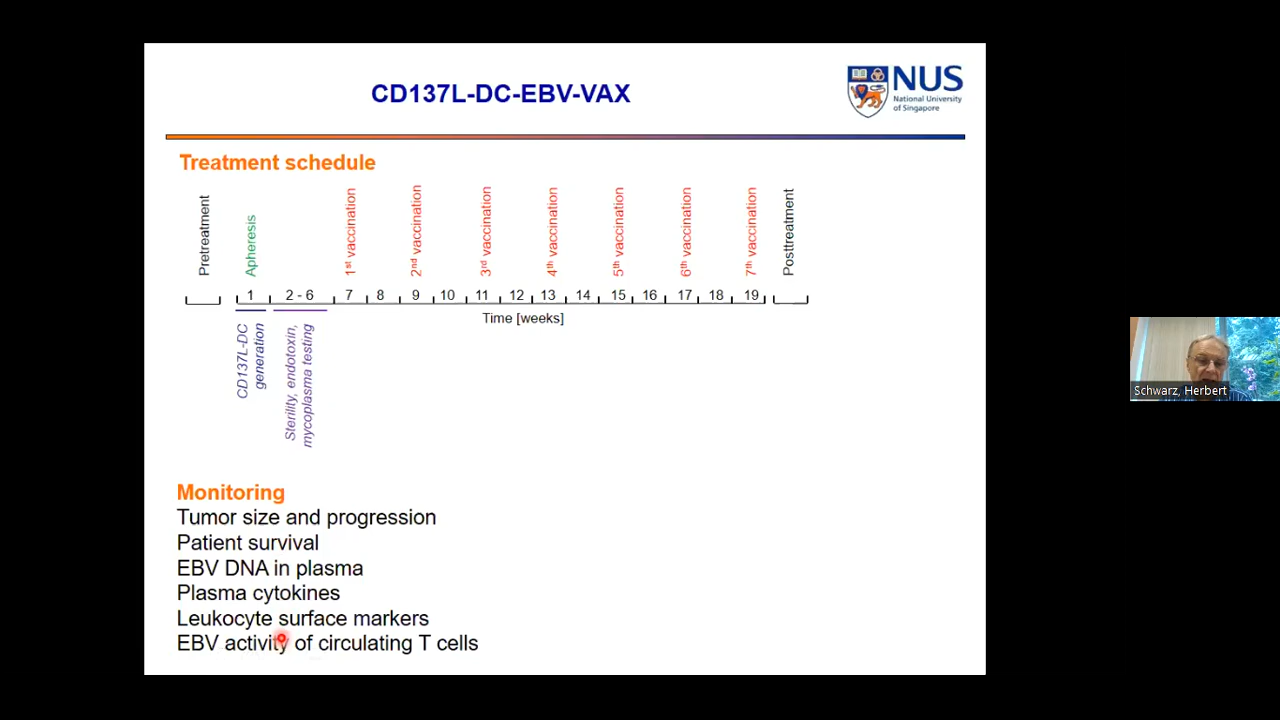 CD137L-DC-EBV-VAX
NUS
National University
of Singapore
Treatment schedule
Pretreatment
Apheresis
1st vaccination
2nd vaccination
3rd vaccination
4th vaccination
5th vaccination
6th vaccination
7th vaccination
Posttreatment
1 2 - 6 7 8 9 10 11 12 13 14 15 16 17 18 19
Time [weeks]
CD137L-DC
generation
Sterility, endotoxin,
mycoplasma testing
Monitoring
Tumor size and progression
Patient survival
EBV DNA in plasma
Plasma cytokines
Leukocyte surface markers
EBV activity of circulating T cells
Schwarz, Herbert